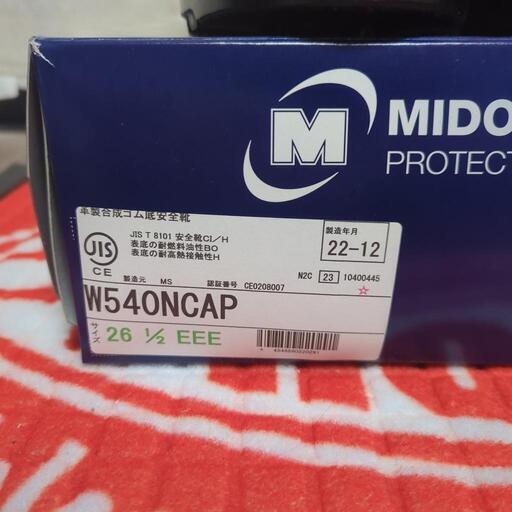 M
MIDO
PROTECT
革製合成ゴム底安全靴
JIS T 8101 安全靴CI/H
表底の耐燃料油性BO
表底の耐高熱接触性H
製造年月
22-12
JIS
CE
製造元 MS 認証番号 CE0208007
N2C 23 10400445
☆
W540NCAP
サイズ 26 ½ EEE